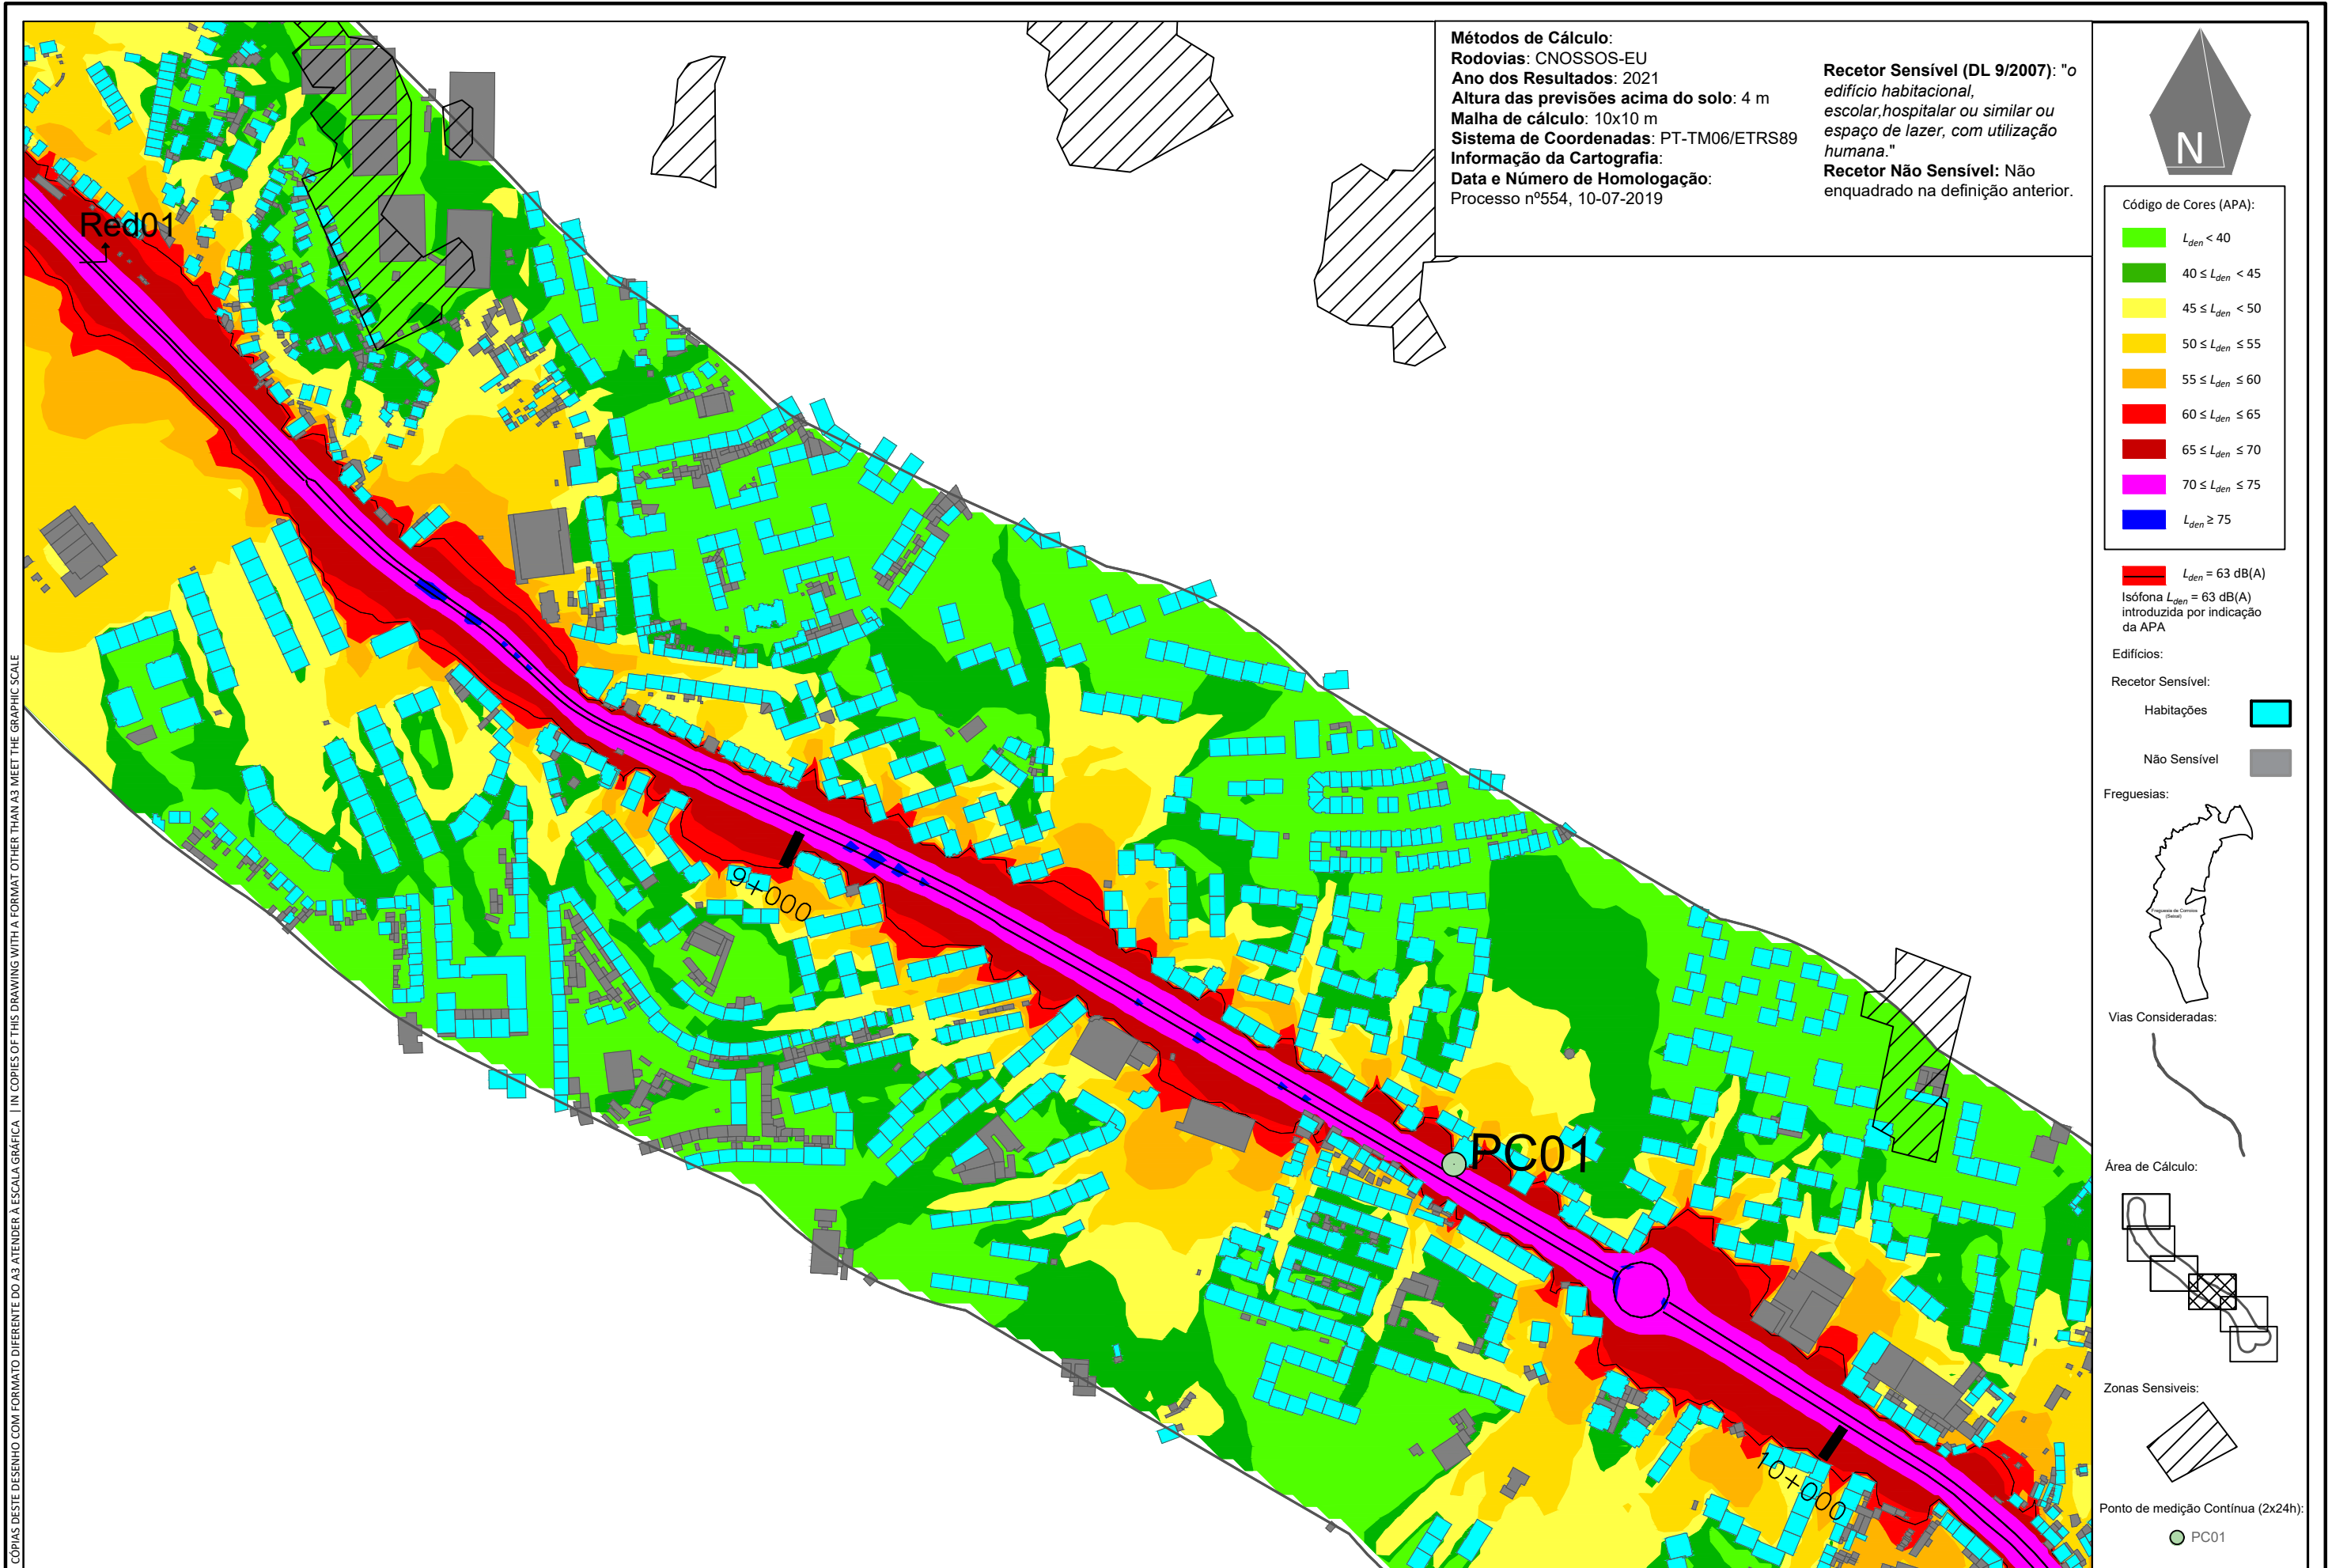 Métodos de Cálculo:
Rodovias: CNOSSOS-EU
Ano dos Resultados: 2021
Altura das previsões acima do solo: 4 m
Malha de cálculo: 10x10 m
Sistema de Coordenadas: PT-TM06/ETRS89
Informação da Cartografia:
Data e Número de Homologação:
Processo nº554, 10-07-2019
Recetor Sensível (DL 9/2007): "o
edifício habitacional,
escolar,hospitalar ou similar ou
espaço de lazer, com utilização
humana."
Recetor Não Sensível: Não
enquadrado na definição anterior.
N
Código de Cores (APA):
Lden < 40
40 ≤ Lden < 45
45 ≤ Lden < 50
50 ≤ Lden ≤ 55
55 ≤ Lden ≤ 60
60 ≤ Lden ≤ 65
65 ≤ Lden ≤ 70
70 ≤ Lden ≤ 75
Lden ≥ 75
Lden = 63 dB(A)
Isófona Lden = 63 dB(A)
introduzida por indicação
da APA
Edifícios:
Recetor Sensível:
Habitações
Não Sensível
Freguesias:
Freguesia de Corroios
(Seixal)
Vias Consideradas:
Área de Cálculo:
Zonas Sensiveis:
Ponto de medição Contínua (2x24h):
PC01
Red01
9+000
PC01
10+000
CÓPIAS DESTE DESENHO COM FORMATO DIFERENTE DO A3 ATENDER À ESCALA GRÁFICA | IN COPIES OF THIS DRAWING WITH A FORMAT OTHER THAN A3 MEET THE GRAPHIC SCALE